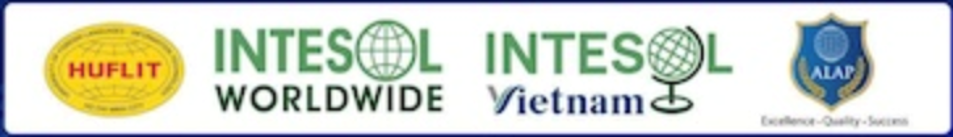 HUFLIT
INTESOL
WORLDWIDE
INTESOL
Vietnam
ALAP
Excellence - Quality - Success